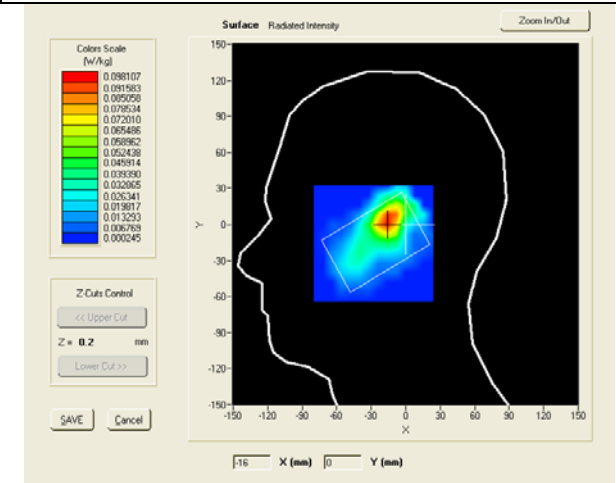 Surface Radiated Intensity
Zoom In/Out
Colors Scale
(W/kg)
0.098107
0.091583
0.085058
0.078534
0.072010
0.065486
0.058962
0.052438
0.045914
0.039390
0.032865
0.026341
0.019817
0.013293
0.006769
0.000245
Z-Cuts Control
<< Upper Cut
Z = 0.2 mm
Lower Cut >>
SAVE Cancel
150
120
90
60
30
0
-30
-60
-90
-150
Y
-150 -120 -90 -60 -30 0 30 60 90 120 150
X
-16 X (mm) 0 Y (mm)